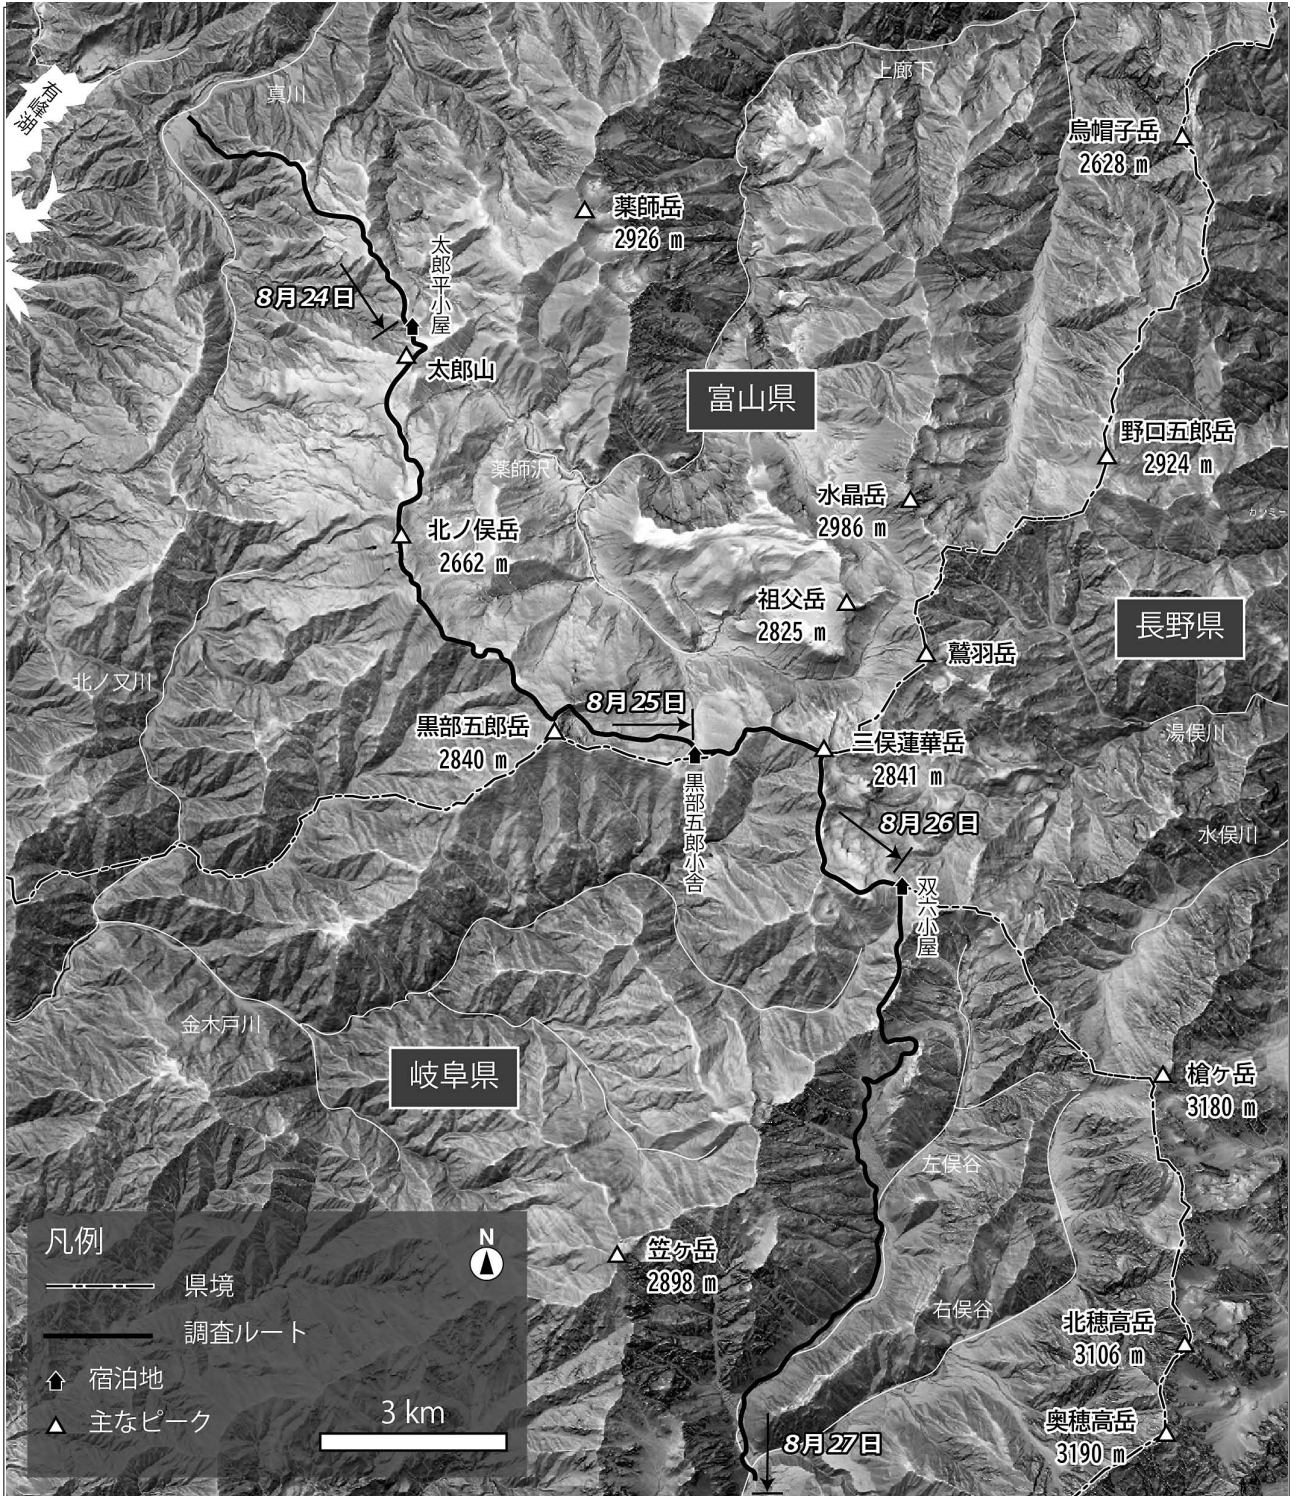 上廊下
真川
有峰湖
烏帽子岳
2628 m
薬師岳
2926 m
太郎平小屋
8月24日
太郎山
富山県
野口五郎岳
2924 m
薬師沢
水晶岳
2986 m
カンミー
北ノ俣岳
2662 m
祖父岳
2825 m
長野県
鷲羽岳
北ノ又川
8月25日
黒部五郎岳
2840 m
湯俣川
三俣蓮華岳
2841 m
黒部五郎小舎
8月26日
水俣川
双六小屋
金木戸川
岐阜県
槍ヶ岳
3180 m
左俣谷
笠ヶ岳
2898 m
右俣谷
北穂高岳
3106 m
奥穂高岳
3190 m
8月27日
凡例
N
県境
調査ルート
宿泊地
主なピーク
3 km